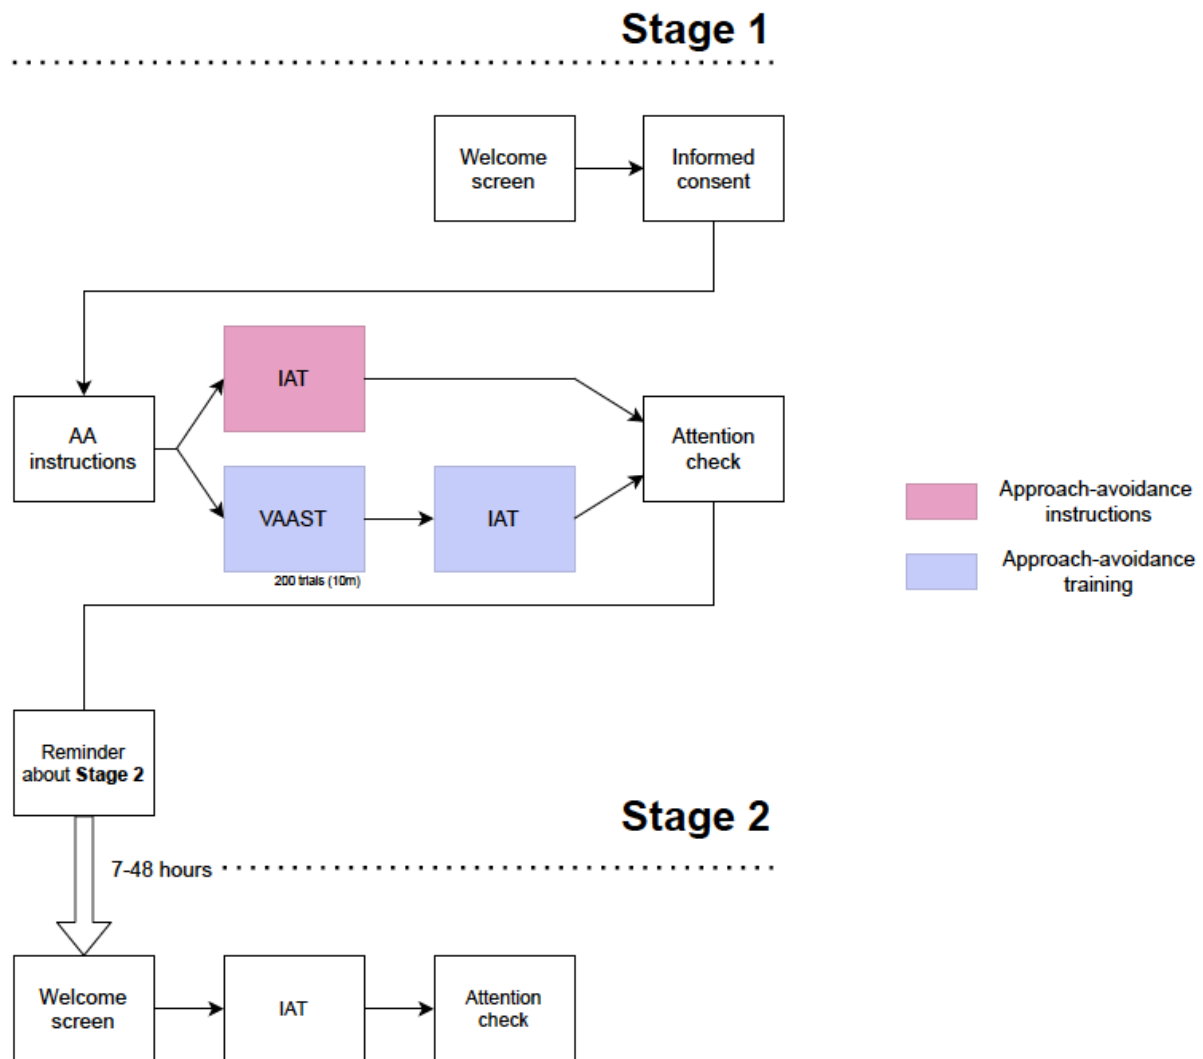 Stage 1
Welcome
screen
Informed
consent
AA
instructions
IAT
VAAST
200 trials (10m)
IAT
Attention
check
Approach-avoidance
instructions
Approach-avoidance
training
Reminder
about Stage 2
Stage 2
7-48 hours
Welcome
screen
IAT
Attention
check